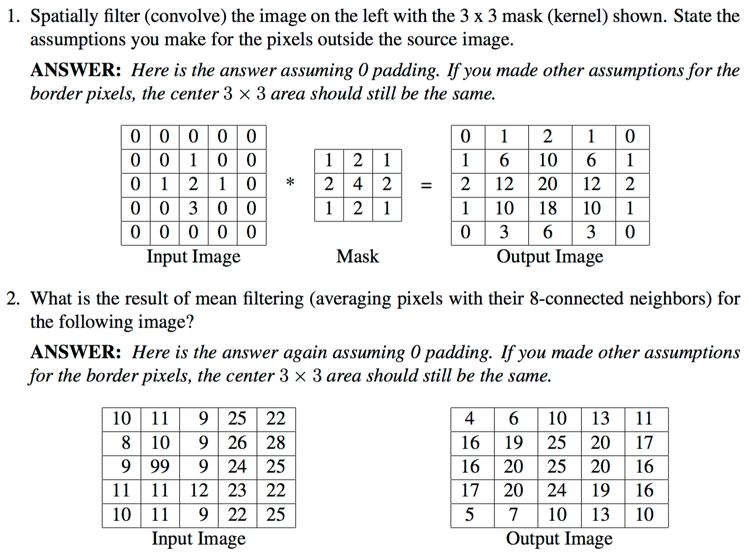 1. Spatially filter (convolve) the image on the left with the 3 x 3 mask (kernel) shown. State the
assumptions you make for the pixels outside the source image.
ANSWER: Here is the answer assuming 0 padding. If you made other assumptions for the
border pixels, the center 3 × 3 area should still be the same.
0 0 0 0 0 0 1 2 1 0
0 0 1 0 0 1 2 1 1 6 10 6 1
0 1 2 1 0 * 2 4 2 = 2 12 20 12 2
0 0 3 0 0 1 2 1 1 10 18 10 1
0 0 0 0 0 0 3 6 3 0
Input Image Mask Output Image
2. What is the result of mean filtering (averaging pixels with their 8-connected neighbors) for
the following image?
ANSWER: Here is the answer again assuming 0 padding. If you made other assumptions
for the border pixels, the center 3 × 3 area should still be the same.
10 11 9 25 22 4 6 10 13 11
8 10 9 26 28 16 19 25 20 17
9 99 9 24 25 16 20 25 20 16
11 11 12 23 22 17 20 24 19 16
10 11 9 22 25 5 7 10 13 10
Input Image Output Image